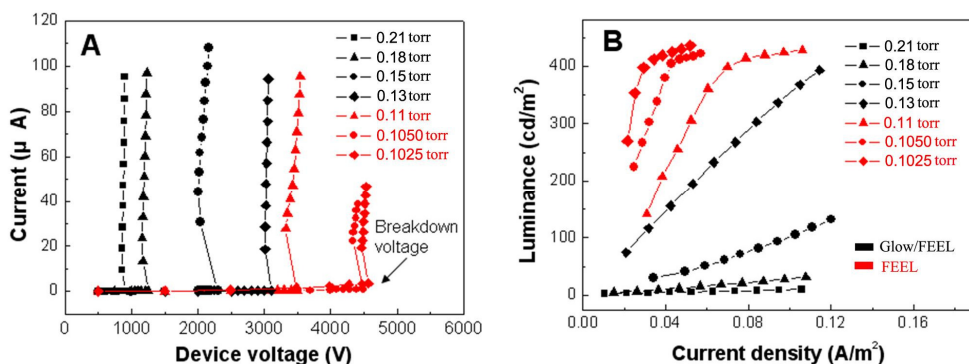 A
120
100
80
60
40
20
0
0
1000
2000
3000
4000
5000
6000
Current (μ A)
Device voltage (V)
0.21 torr
0.18 torr
0.15 torr
0.13 torr
0.11 torr
0.1050 torr
0.1025 torr
Breakdown
voltage
B
400
300
200
100
0
0.00
0.04
0.08
0.12
0.16
Luminance (cd/m²)
Current density (A/m²)
0.21 torr
0.18 torr
0.15 torr
0.13 torr
0.11 torr
0.1050 torr
0.1025 torr
Glow/FEEL
FEEL